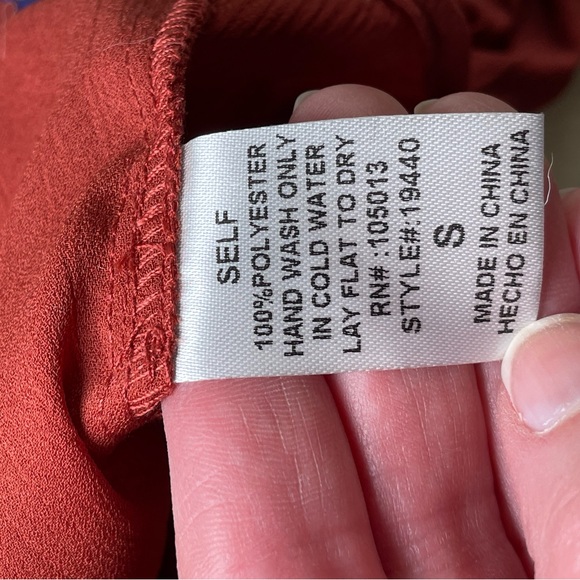 SELF
100%POLYESTER
HAND WASH ONLY
IN COLD WATER
LAY FLAT TO DRY
RN# :105013
STYLE#:19440
S
MADE IN CHINA
HECHO EN CHINA